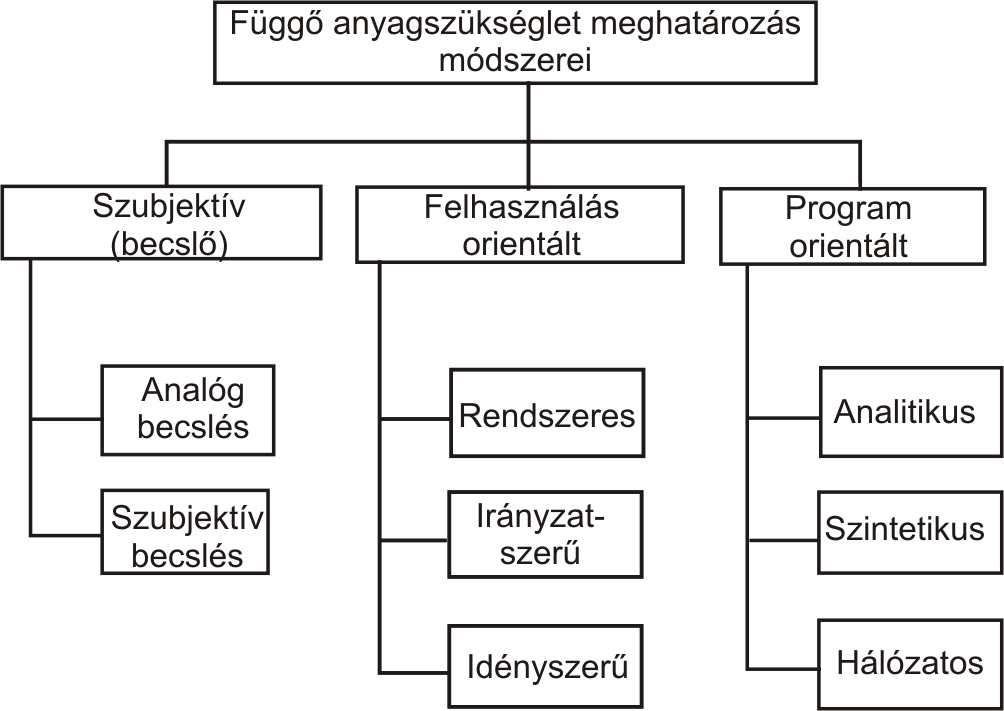 Függő anyagszükséglet meghatározás
módszerei
Szubjektív
(becslő)
Felhasználás
orientált
Program
orientált
Analóg
becslés
Szubjektív
becslés
Rendszeres
Irányzat-
szerű
Idényszerű
Analitikus
Szintetikus
Hálózatos